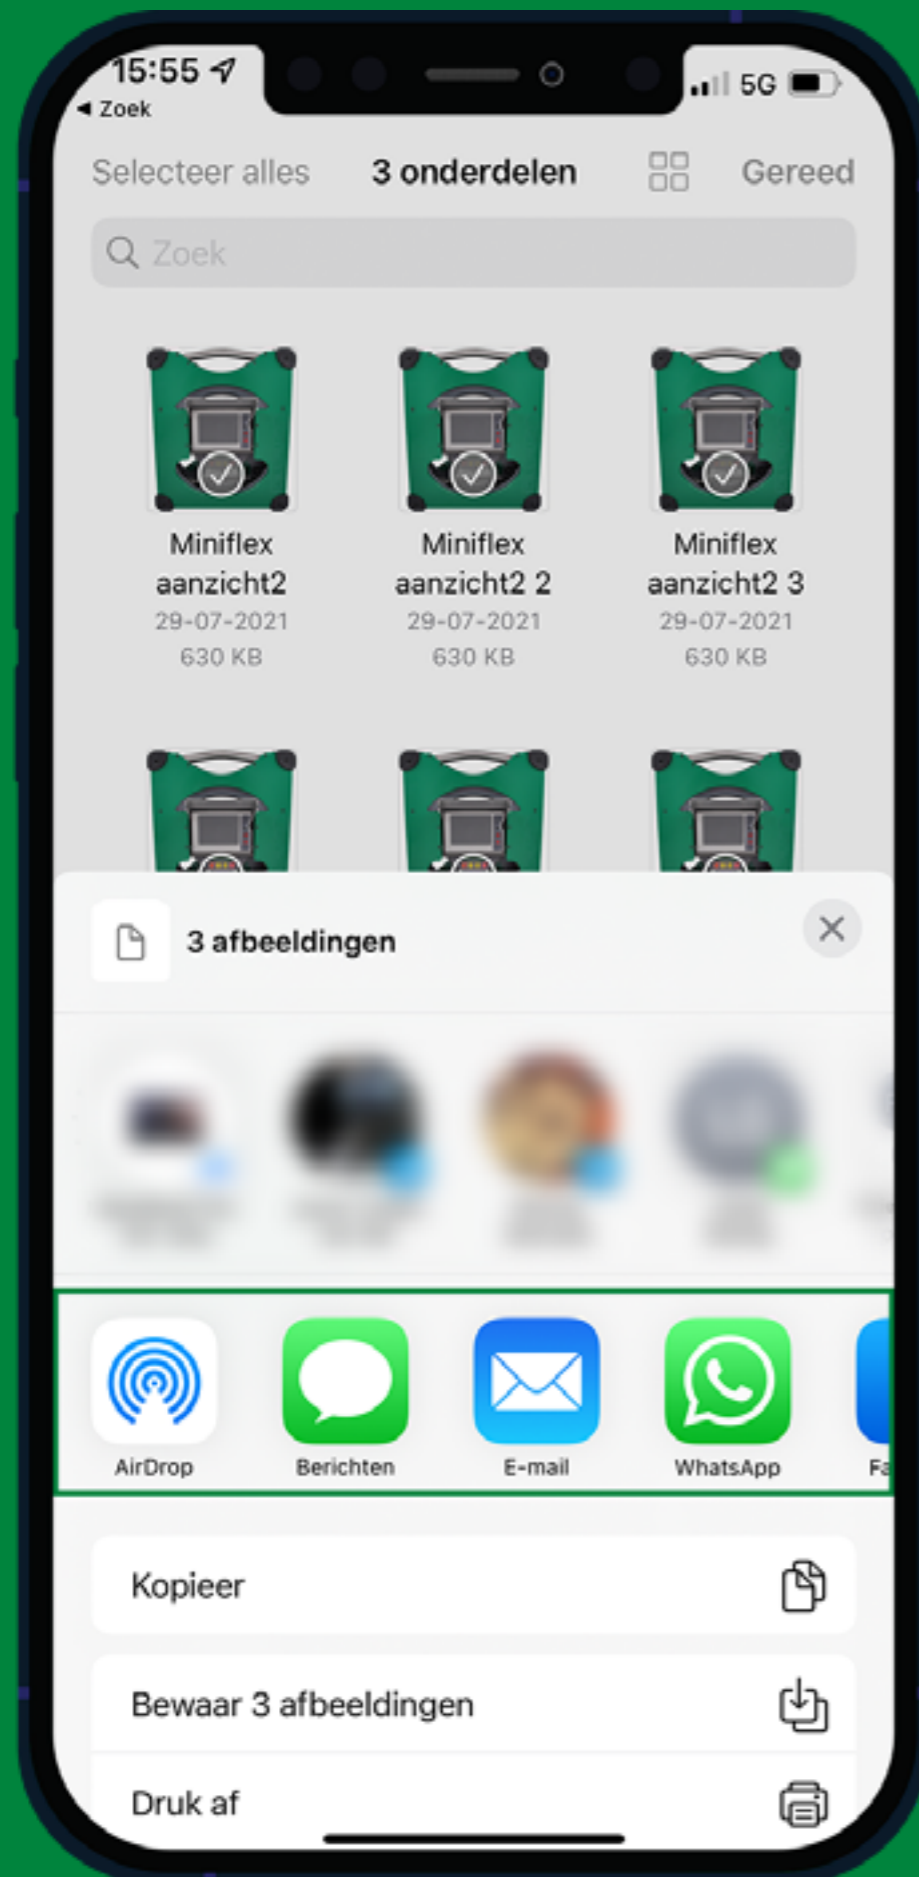 15:55
Zoek
5G
Selecteer alles
3 onderdelen
Gereed
Zoek
Miniflex
aanzicht2
29-07-2021
630 KB
Miniflex
aanzicht2 2
29-07-2021
630 KB
Miniflex
aanzicht2 3
29-07-2021
630 KB
3 afbeeldingen
AirDrop
Berichten
E-mail
WhatsApp
Fa
Kopieer
Bewaar 3 afbeeldingen
Druk af